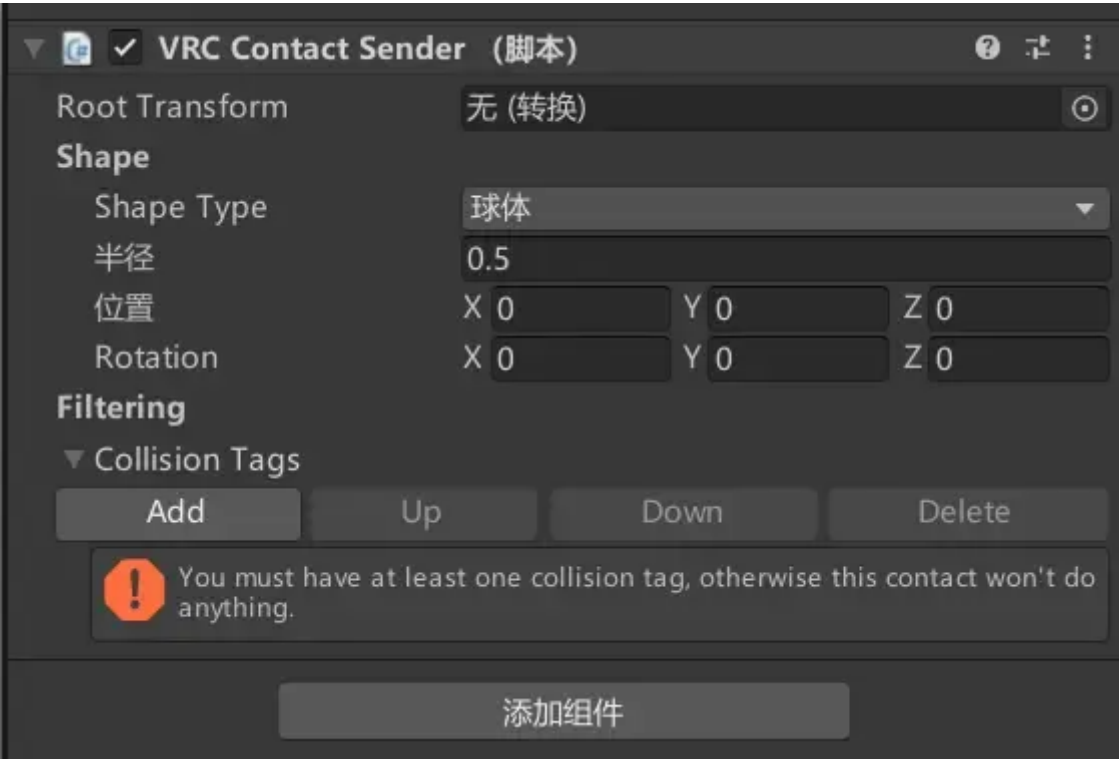 VRC Contact Sender (脚本)
Root Transform 无 (转换)
Shape
Shape Type 球体
半径 0.5
位置 X 0 Y 0 Z 0
Rotation X 0 Y 0 Z 0
Filtering
Collision Tags
Add Up Down Delete
You must have at least one collision tag, otherwise this contact won't do
anything.
添加组件